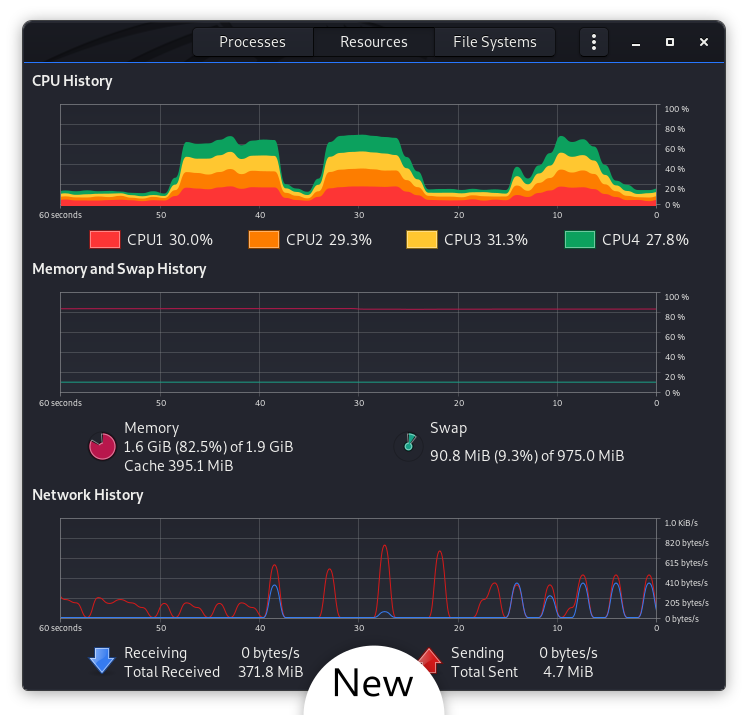 Processes Resources File Systems
CPU History
100 %
80 %
60 %
40 %
20 %
0 %
60 seconds 50 40 30 20 10 0
CPU1 30.0% CPU2 29.3% CPU3 31.3% CPU4 27.8%
Memory and Swap History
100 %
80 %
60 %
40 %
20 %
0 %
60 seconds 50 40 30 20 10 0
Memory
1.6 GiB (82.5%) of 1.9 GiB
Cache 395.1 MiB
Swap
90.8 MiB (9.3%) of 975.0 MiB
Network History
1.0 KiB/s
820 bytes/s
615 bytes/s
410 bytes/s
205 bytes/s
0 bytes/s
60 seconds 50 40 30 20 10 0
Receiving 0 bytes/s
Total Received 371.8 MiB
Sending 0 bytes/s
Total Sent 4.7 MiB
New